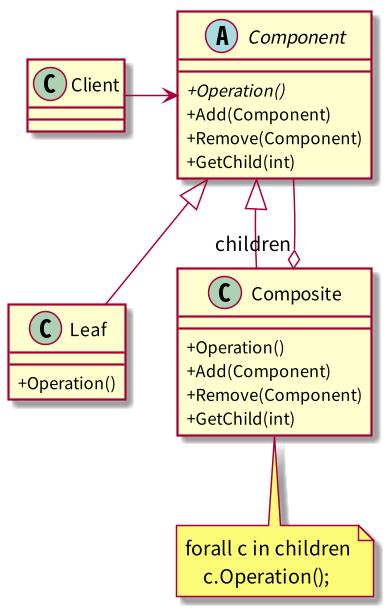 A Component
+Operation()
+Add(Component)
+Remove(Component)
+GetChild(int)
C Client
children
C Leaf
+Operation()
C Composite
+Operation()
+Add(Component)
+Remove(Component)
+GetChild(int)
forall c in children
c.Operation();